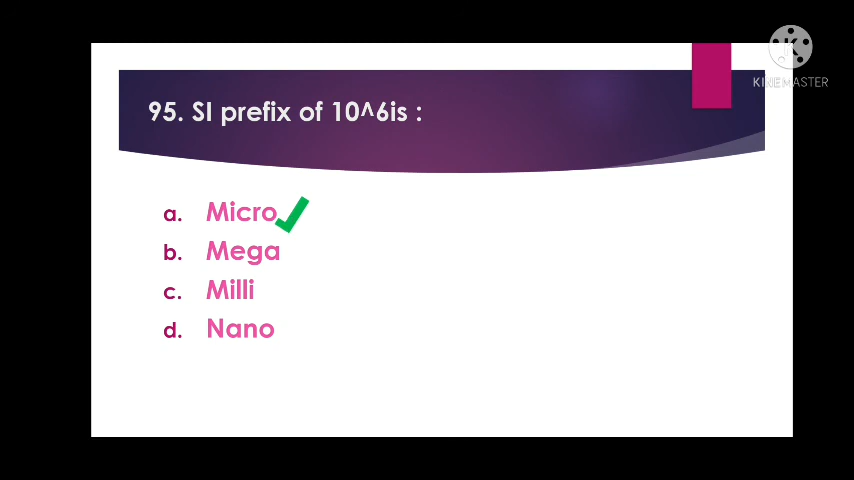 KINEMASTER
95. SI prefix of 10^6is :
a. Micro
b. Mega
c. Milli
d. Nano